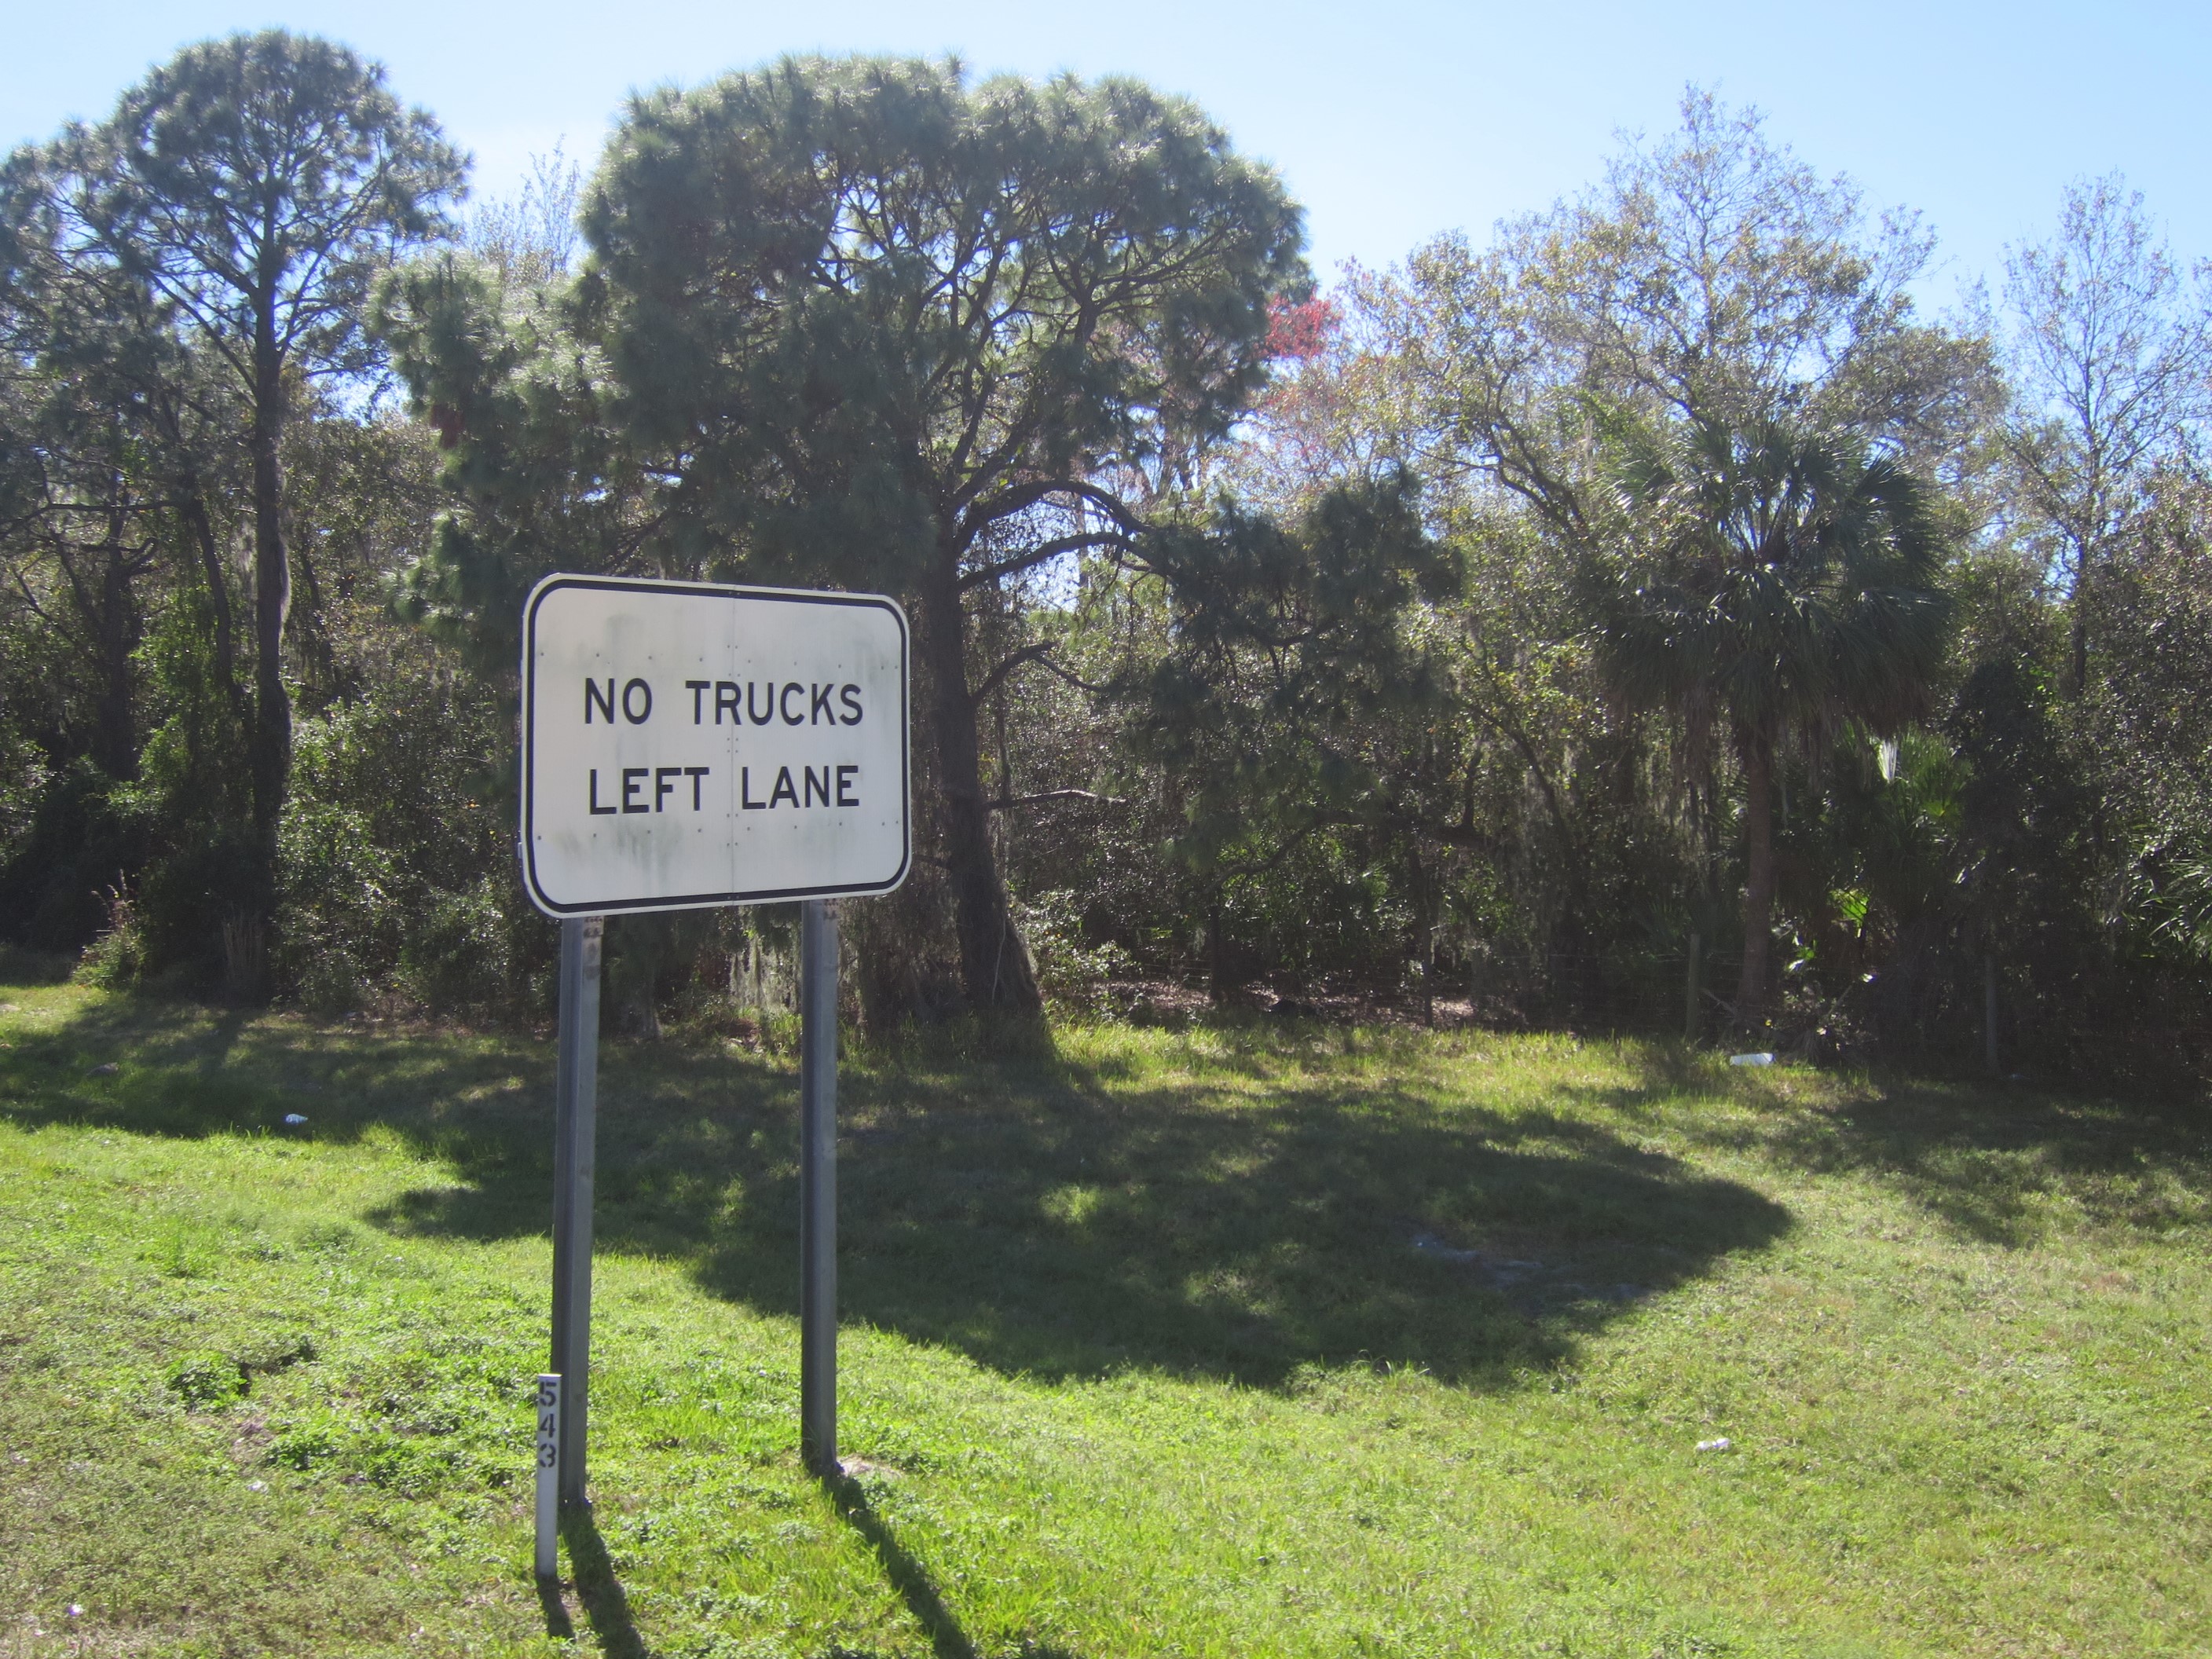 NO TRUCKS
LEFT LANE
543